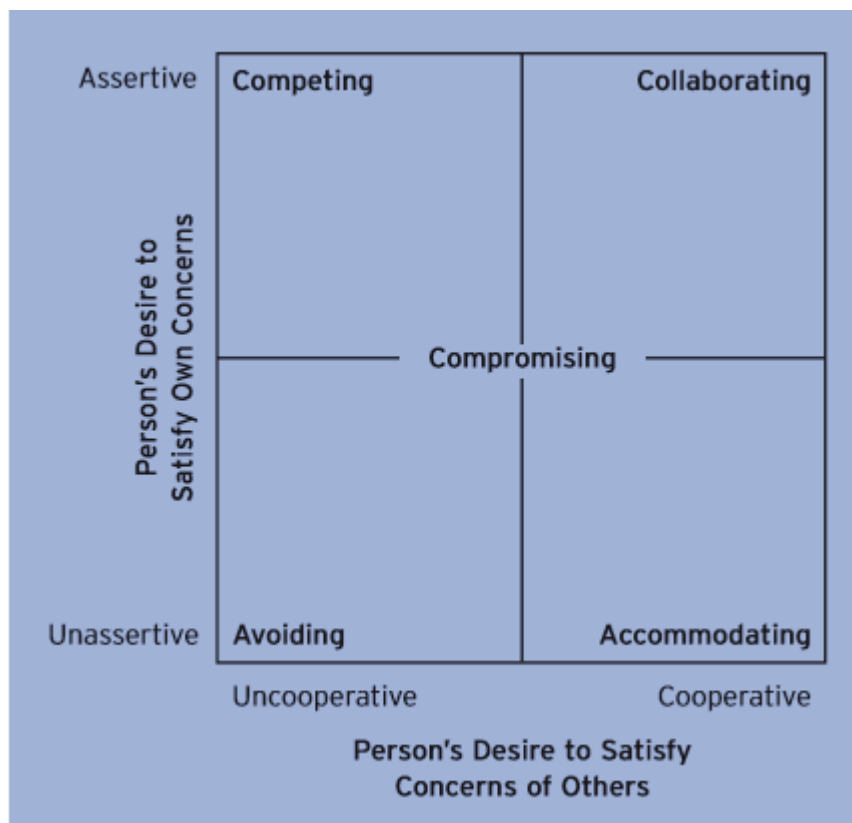 Assertive
Competing
Collaborating
Person's Desire to
Satisfy Own Concerns
Compromising
Unassertive
Avoiding
Accommodating
Uncooperative
Cooperative
Person's Desire to Satisfy
Concerns of Others